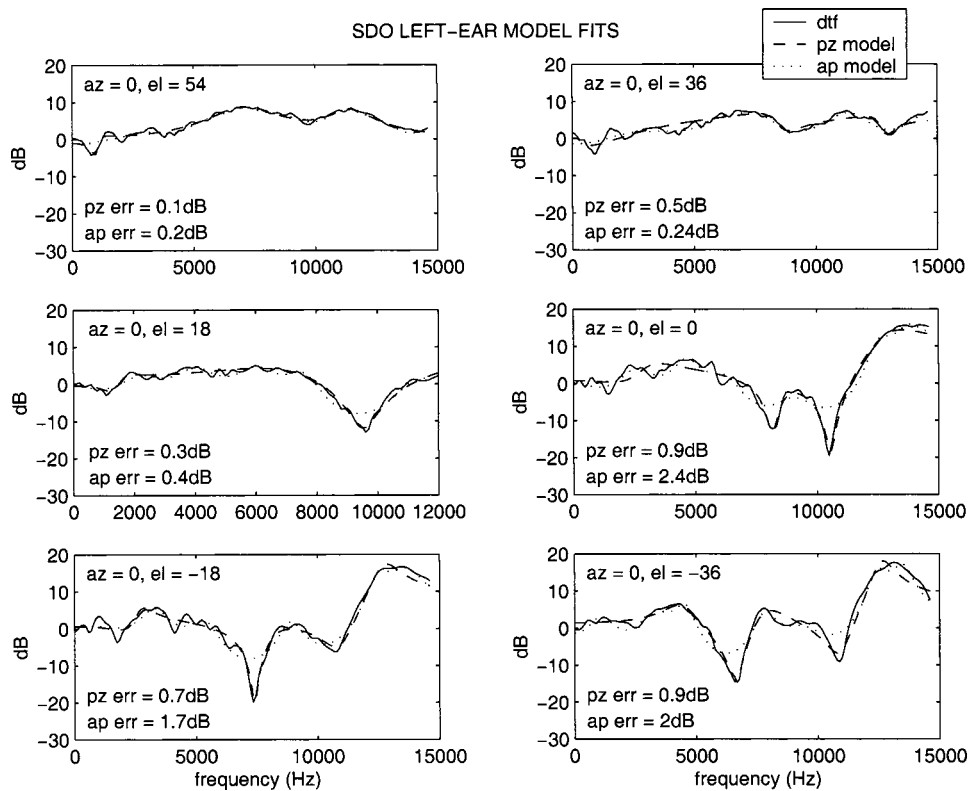 SDO LEFT−EAR MODEL FITS
dtf
pz model
ap model
az = 0, el = 54
pz err = 0.1dB
ap err = 0.2dB
dB
20
10
0
−10
−20
−30
0 5000 10000 15000
az = 0, el = 36
pz err = 0.5dB
ap err = 0.24dB
dB
20
10
0
−10
−20
−30
0 5000 10000 15000
az = 0, el = 18
pz err = 0.3dB
ap err = 0.4dB
dB
20
10
0
−10
−20
−30
0 2000 4000 6000 8000 10000 12000
az = 0, el = 0
pz err = 0.9dB
ap err = 2.4dB
dB
20
10
0
−10
−20
−30
0 5000 10000 15000
az = 0, el = −18
pz err = 0.7dB
ap err = 1.7dB
dB
20
10
0
−10
−20
−30
0 5000 10000 15000
frequency (Hz)
az = 0, el = −36
pz err = 0.9dB
ap err = 2dB
dB
20
10
0
−10
−20
−30
0 5000 10000 15000
frequency (Hz)